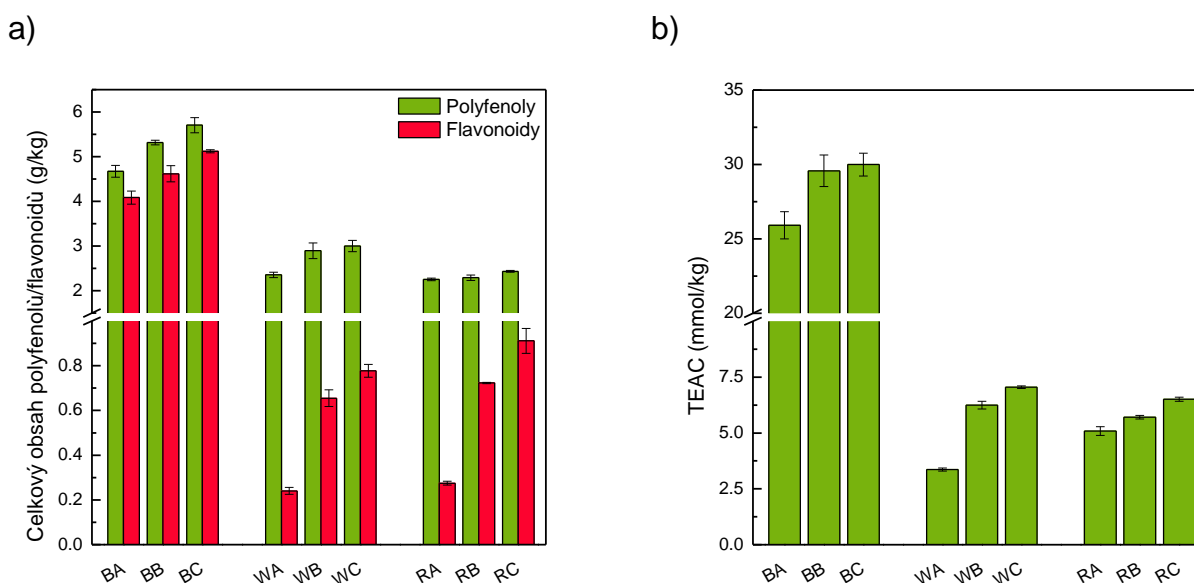 a)
Celkový obsah polyfenolů/flavonoidů (g/kg)
6
5
4
3
2
0.8
0.6
0.4
0.2
0.0
Polyfenoly
Flavonoidy
BA BB BC WA WB WC RA RB RC
b)
TEAC (mmol/kg)
35
30
25
20
7.5
5.0
2.5
0.0
BA BB BC WA WB WC RA RB RC